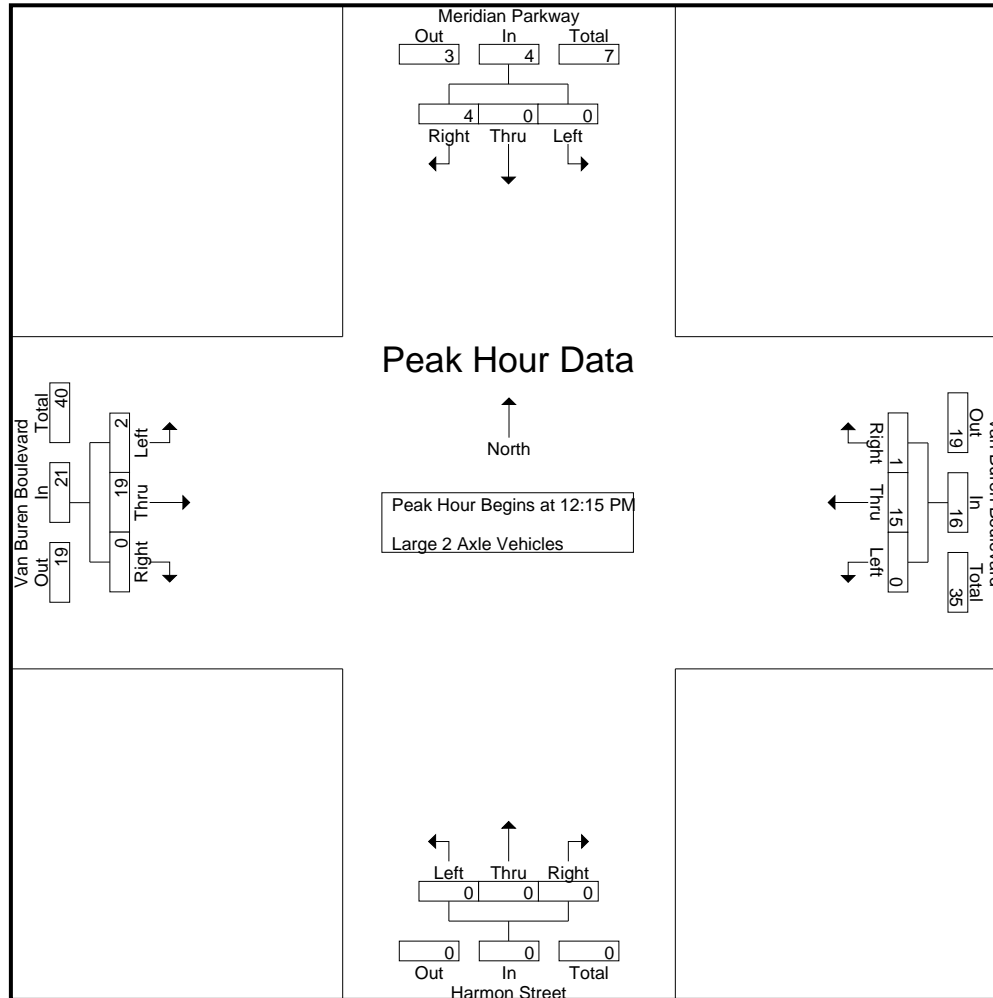 Meridian Parkway
Out In Total
3 4 7
4 0 0
Right Thru Left
Peak Hour Data
North
Peak Hour Begins at 12:15 PM
Large 2 Axle Vehicles
Van Buren Boulevard
Total In Out
40 21 19
2 19 0
Left Thru Right
Right Thru Left
1 15 0
Out In Total
19 16 35
Van Buren Boulevard
Left Thru Right
0 0 0
0 0 0
Out In Total
Harmon Street